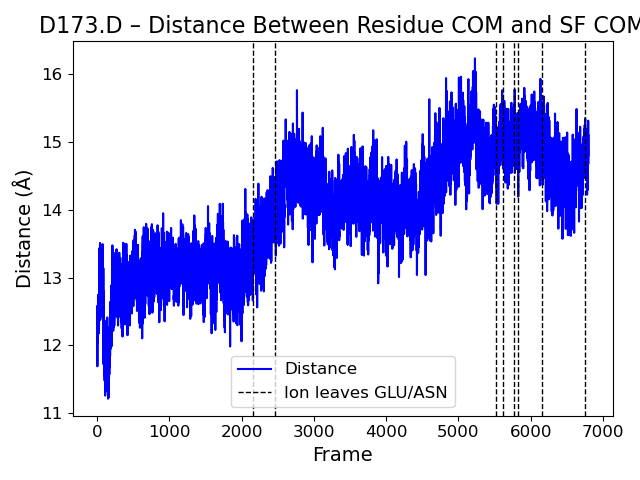 D173.D – Distance Between Residue COM and SF COM
Distance (Å)
16
15
14
13
12
11
Distance
Ion leaves GLU/ASN
0 1000 2000 3000 4000 5000 6000 7000
Frame